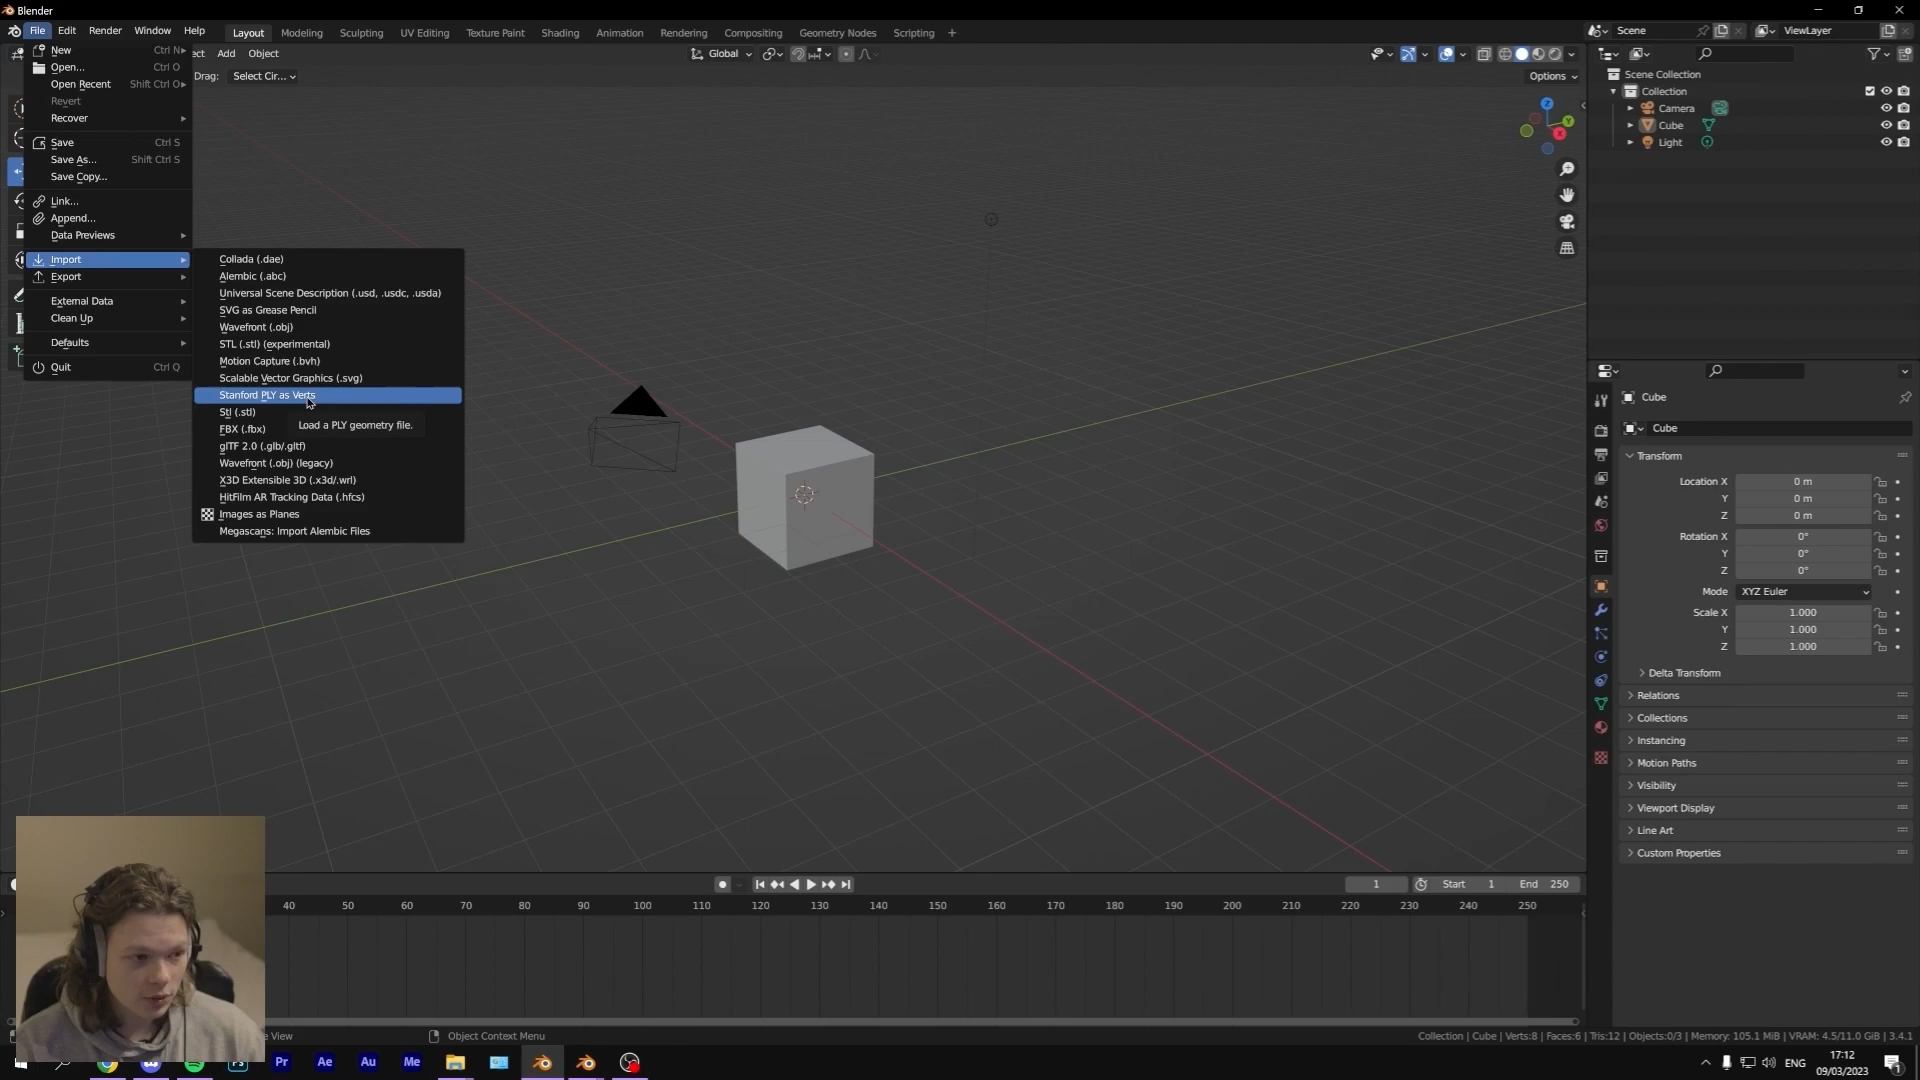 Blender
File Edit Render Window Help Layout Modeling Sculpting UV Editing Texture Paint Shading Animation Rendering Compositing Geometry Nodes Scripting +
Scene
ViewLayer
ect Add Object
Global
Drag: Select Cir...
Options
New Ctrl N
Open... Ctrl O
Open Recent Shift Ctrl O
Revert
Recover
Save Ctrl S
Save As... Shift Ctrl S
Save Copy...
Link...
Append...
Data Previews
Import
Export
External Data
Clean Up
Defaults
Quit Ctrl Q
Collada (.dae)
Alembic (.abc)
Universal Scene Description (.usd, .usdc, .usda)
SVG as Grease Pencil
Wavefront (.obj)
STL (.stl) (experimental)
Motion Capture (.bvh)
Scalable Vector Graphics (.svg)
Stanford PLY as Verts
Stl (.stl)
FBX (.fbx)
glTF 2.0 (.glb/.gltf)
Wavefront (.obj) (legacy)
X3D Extensible 3D (.x3d/.wrl)
HitFilm AR Tracking Data (.hfcs)
Images as Planes
Megascans: Import Alembic Files
Load a PLY geometry file.
Z
Y
X
Scene Collection
Collection
Camera
Cube
Light
Cube
Cube
Transform
Location X 0 m
Y 0 m
Z 0 m
Rotation X 0°
Y 0°
Z 0°
Mode XYZ Euler
Scale X 1.000
Y 1.000
Z 1.000
Delta Transform
Relations
Collections
Instancing
Motion Paths
Visibility
Viewport Display
Line Art
Custom Properties
1 Start 1 End 250
40 50 60 70 80 90 100 110 120 130 140 150 160 170 180 190 200 210 220 230 240 250
e View
Object Context Menu
Collection | Cube | Verts:8 | Faces:6 | Tris:12 | Objects:0/3 | Memory: 105.1 MiB | VRAM: 4.5/11.0 GiB | 3.4.1
Ps Pr Ae Au Me
ENG
17:12
09/03/2023
1